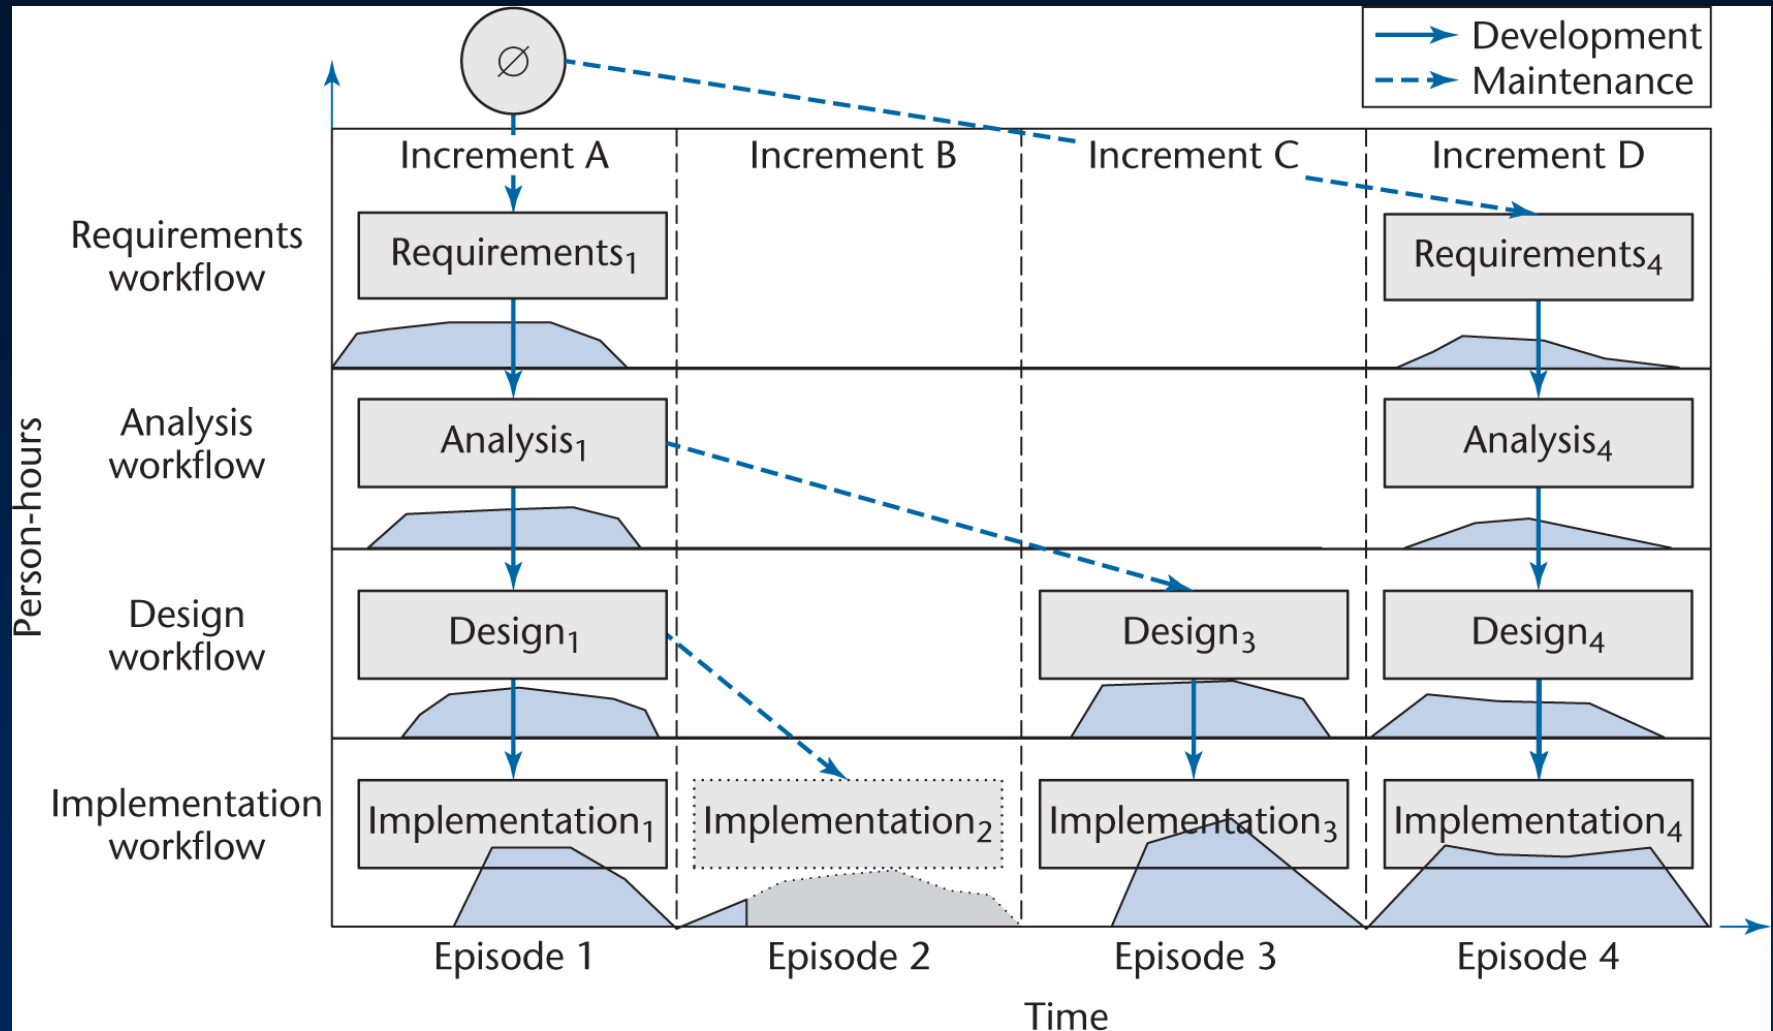 ∅
Development
Maintenance
Increment A
Increment B
Increment C
Increment D
Requirements
workflow
Requirements₁
Requirements₄
Analysis
workflow
Analysis₁
Analysis₄
Person-hours
Design
workflow
Design₁
Design₃
Design₄
Implementation
workflow
Implementation₁
Implementation₂
Implementation₃
Implementation₄
Episode 1
Episode 2
Episode 3
Episode 4
Time